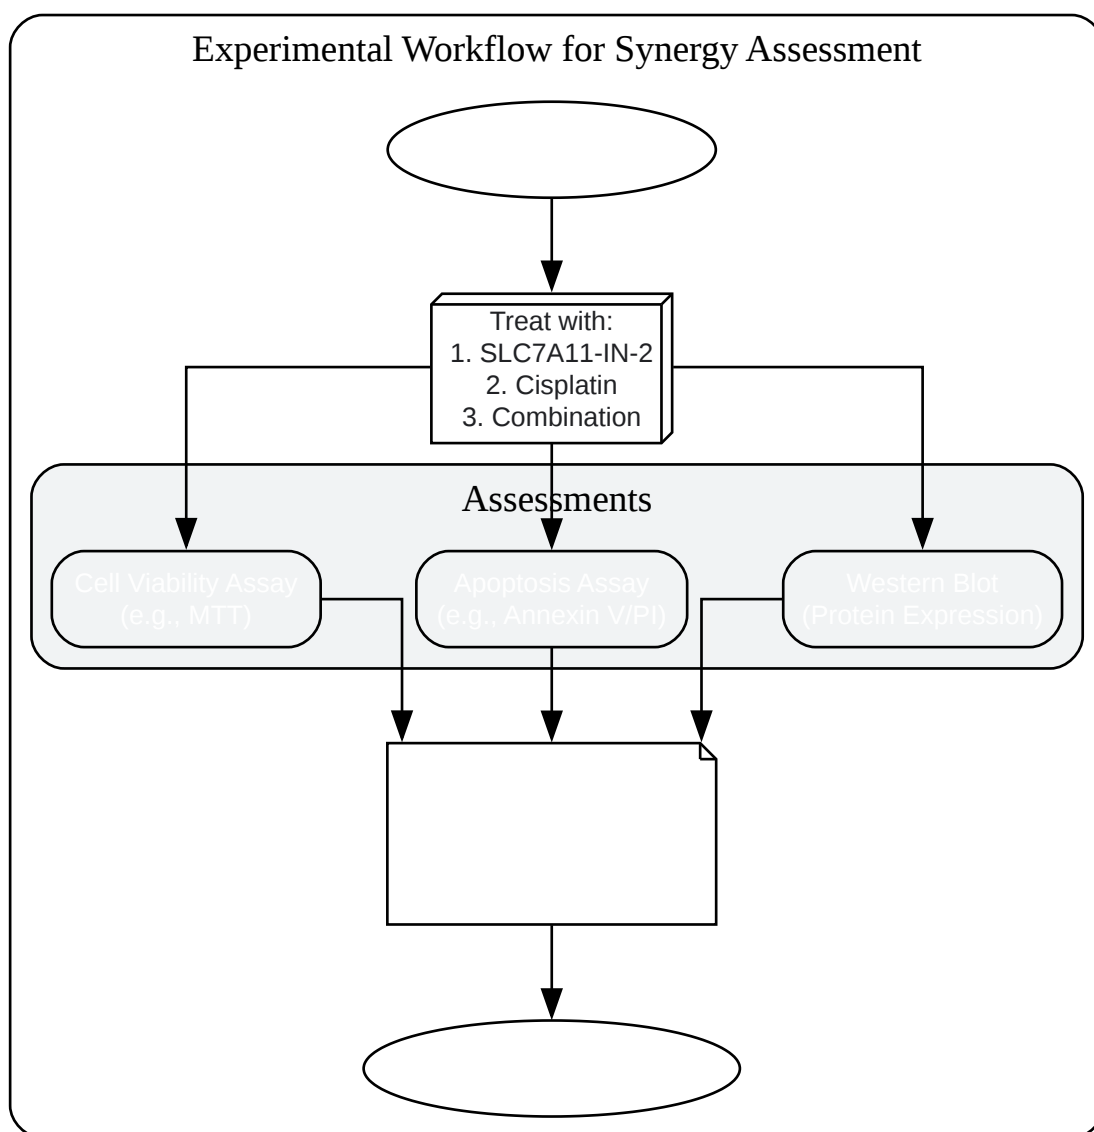 Experimental Workflow for Synergy Assessment
Treat with:
1. SLC7A11-IN-2
2. Cisplatin
3. Combination
Assessments
Cell Viability Assay
(e.g., MTT)
Apoptosis Assay
(e.g., Annexin V/PI)
Western Blot
(Protein Expression)